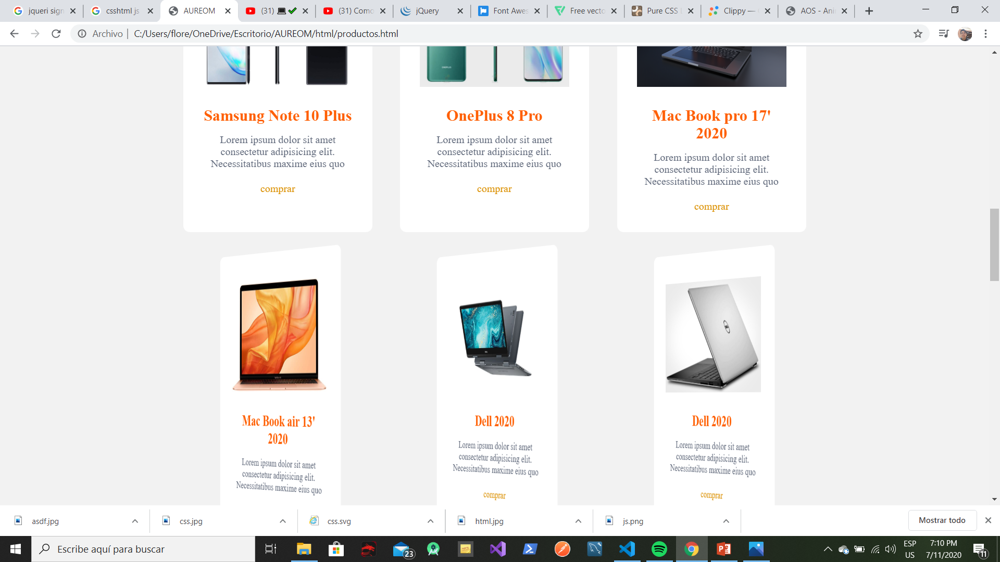 jqueri sign
csshtml js
AUREOM
(31)
(31) Como
jQuery
Font Awes
Free vecto
Pure CSS
Clippy —
AOS - Ani
Archivo
C:/Users/flore/OneDrive/Escritorio/AUREOM/html/productos.html
Samsung Note 10 Plus
Lorem ipsum dolor sit amet
consectetur adipisicing elit.
Necessitatibus maxime eius quo
comprar
OnePlus 8 Pro
Lorem ipsum dolor sit amet
consectetur adipisicing elit.
Necessitatibus maxime eius quo
comprar
Mac Book pro 17'
2020
Lorem ipsum dolor sit amet
consectetur adipisicing elit.
Necessitatibus maxime eius quo
comprar
Mac Book air 13'
2020
Lorem ipsum dolor sit amet
consectetur adipisicing elit.
Necessitatibus maxime eius quo
Dell 2020
Lorem ipsum dolor sit amet
consectetur adipisicing elit.
Necessitatibus maxime eius quo
comprar
Dell 2020
Lorem ipsum dolor sit amet
consectetur adipisicing elit.
Necessitatibus maxime eius quo
comprar
asdf.jpg
css.jpg
css.svg
html.jpg
js.png
Mostrar todo
Escribe aquí para buscar
23
ESP
US
7:10 PM
7/11/2020
11